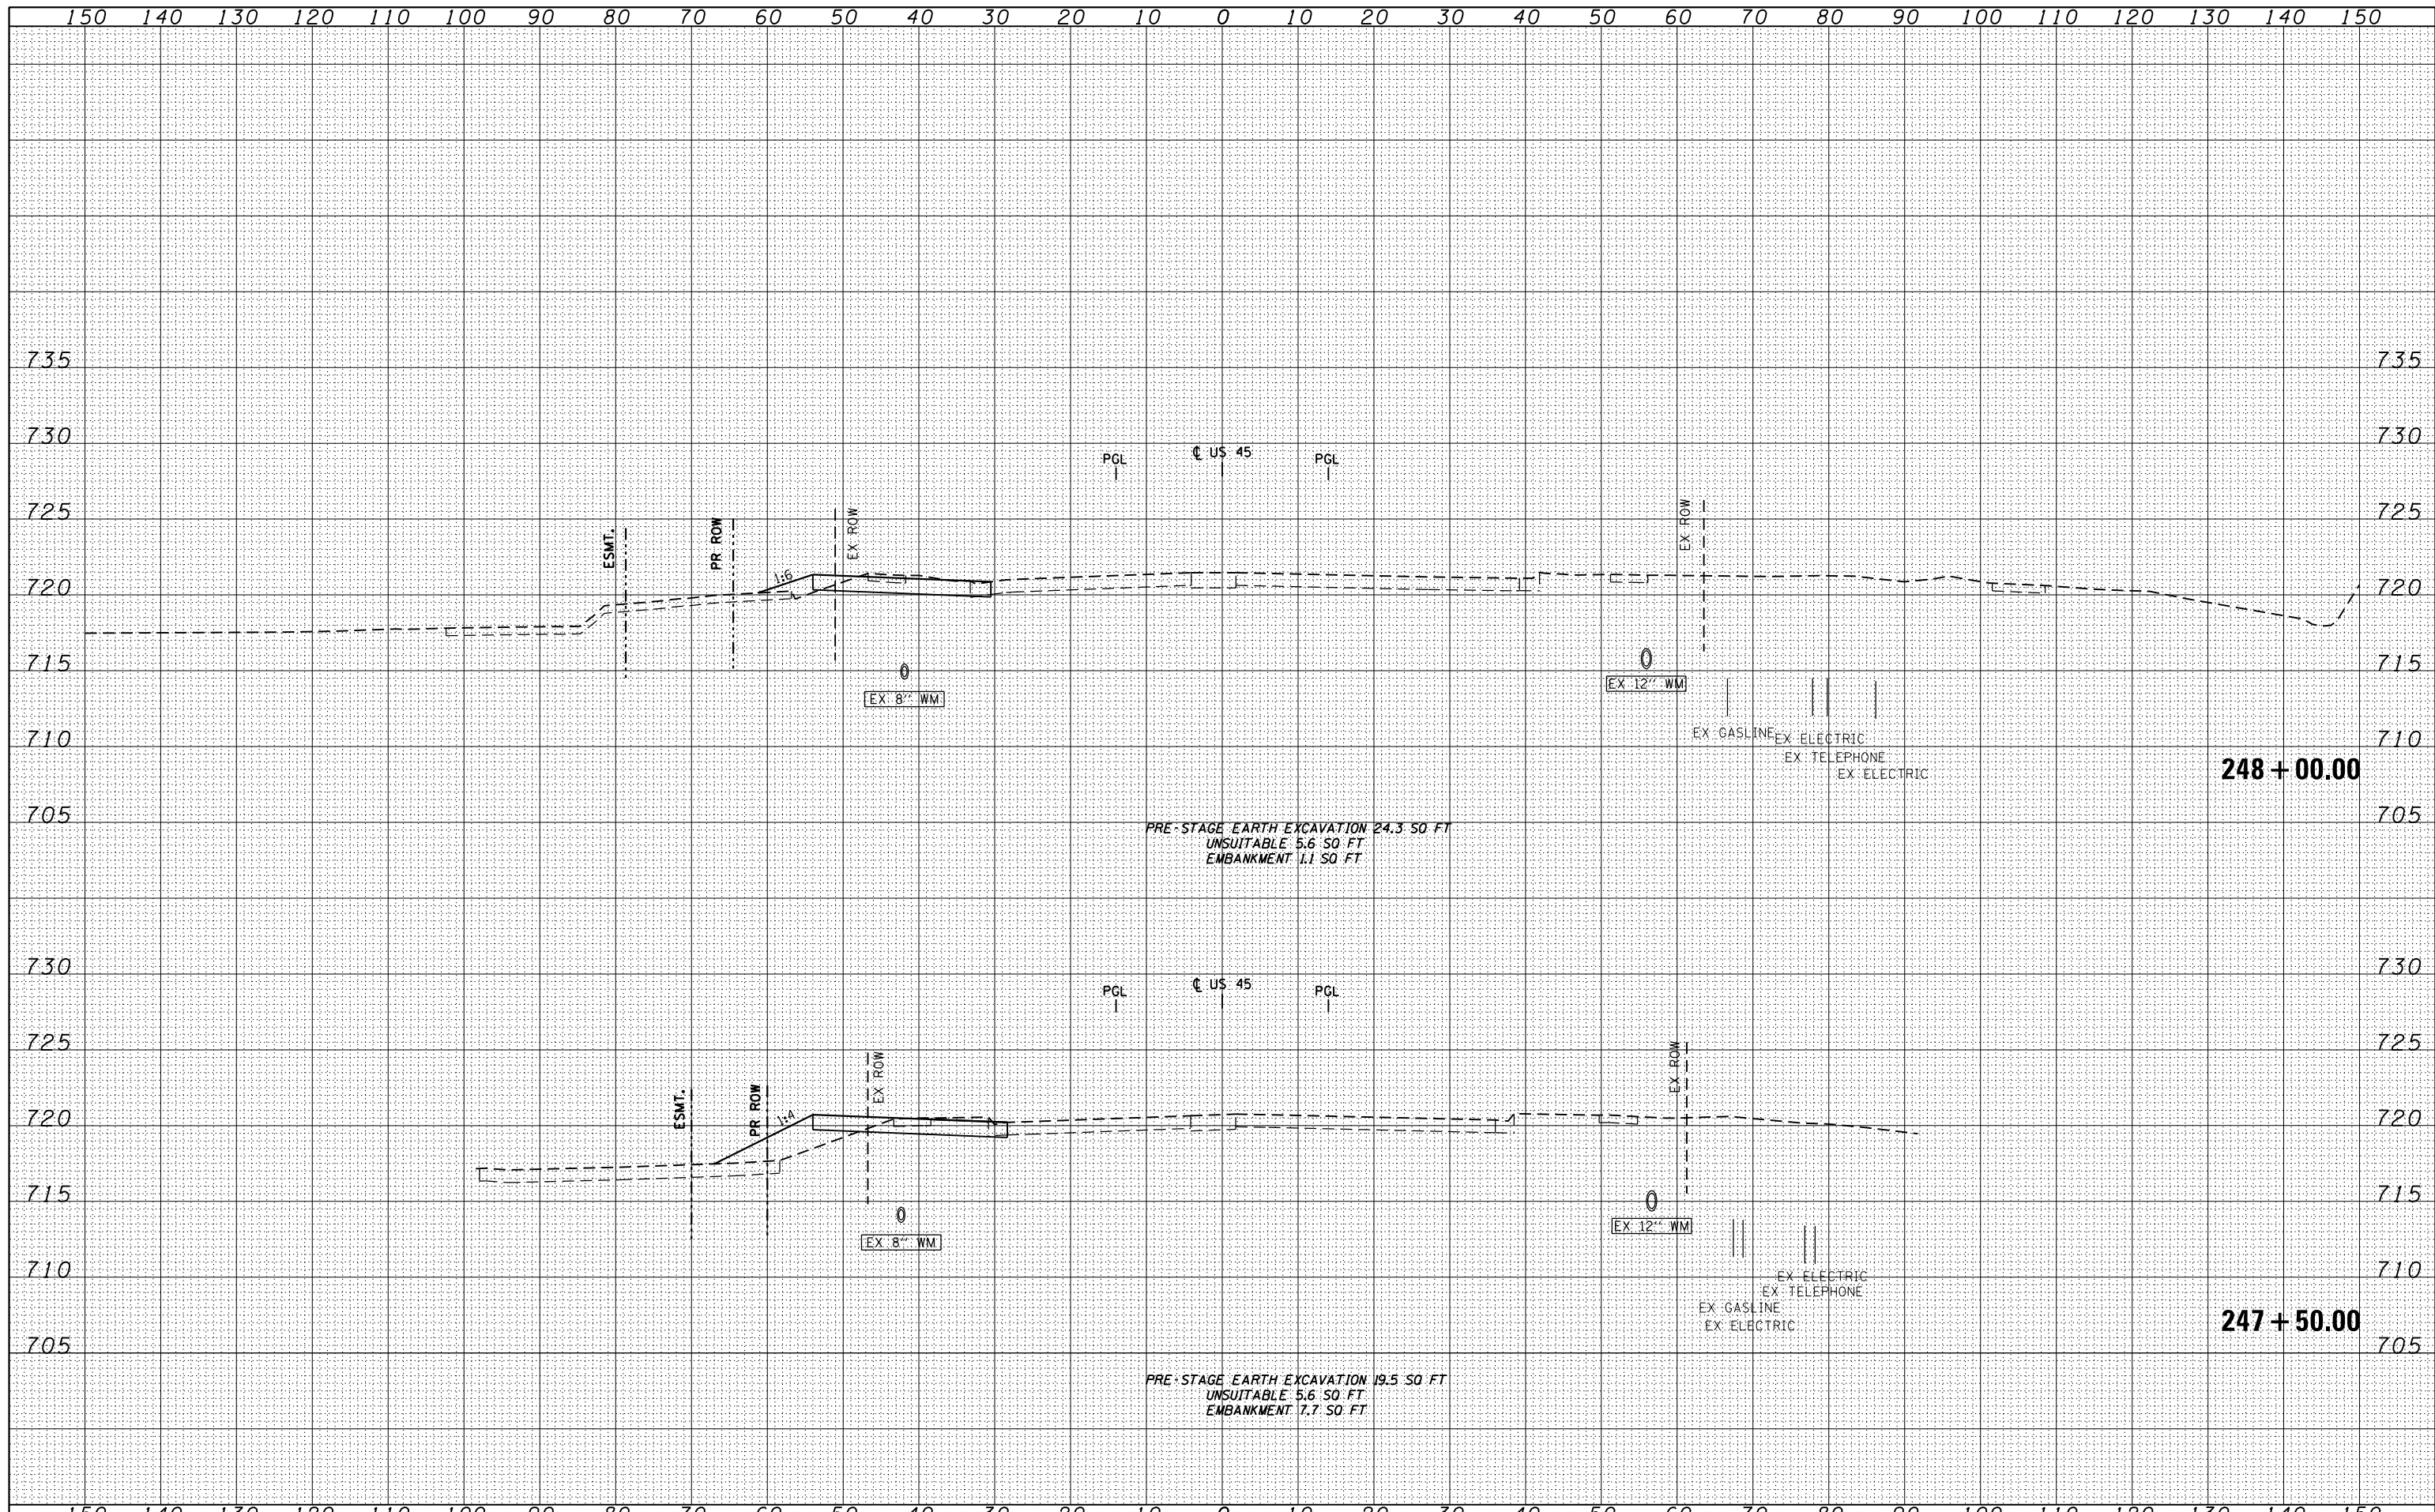 150 140 130 120 110 100 90 80 70 60 50 40 30 20 10 0 10 20 30 40 50 60 70 80 90 100 110 120 130 140 150
735 735
730 730
℄ US 45
PGL PGL
725 725
EX ROW
EX ROW
PR ROW
ESMT.
1:6
720 720
715 715
EX 12" WM
EX 8" WM
EX GASLINE
EX ELECTRIC
710 710
EX TELEPHONE
EX ELECTRIC
248+00.00
705 705
PRE-STAGE EARTH EXCAVATION 24.3 SQ FT
UNSUITABLE 5.6 SQ FT
EMBANKMENT 1.1 SQ FT
730 730
℄ US 45
PGL PGL
725 725
EX ROW
EX ROW
PR ROW
ESMT.
1:4
720 720
715 715
EX 12" WM
EX 8" WM
710 710
EX ELECTRIC
EX TELEPHONE
EX GASLINE
EX ELECTRIC
247+50.00
705 705
PRE-STAGE EARTH EXCAVATION 19.5 SQ FT
UNSUITABLE 5.6 SQ FT
EMBANKMENT 7.7 SQ FT
150 140 130 120 110 100 90 80 70 60 50 40 30 20 10 0 10 20 30 40 50 60 70 80 90 100 110 120 130 140 150